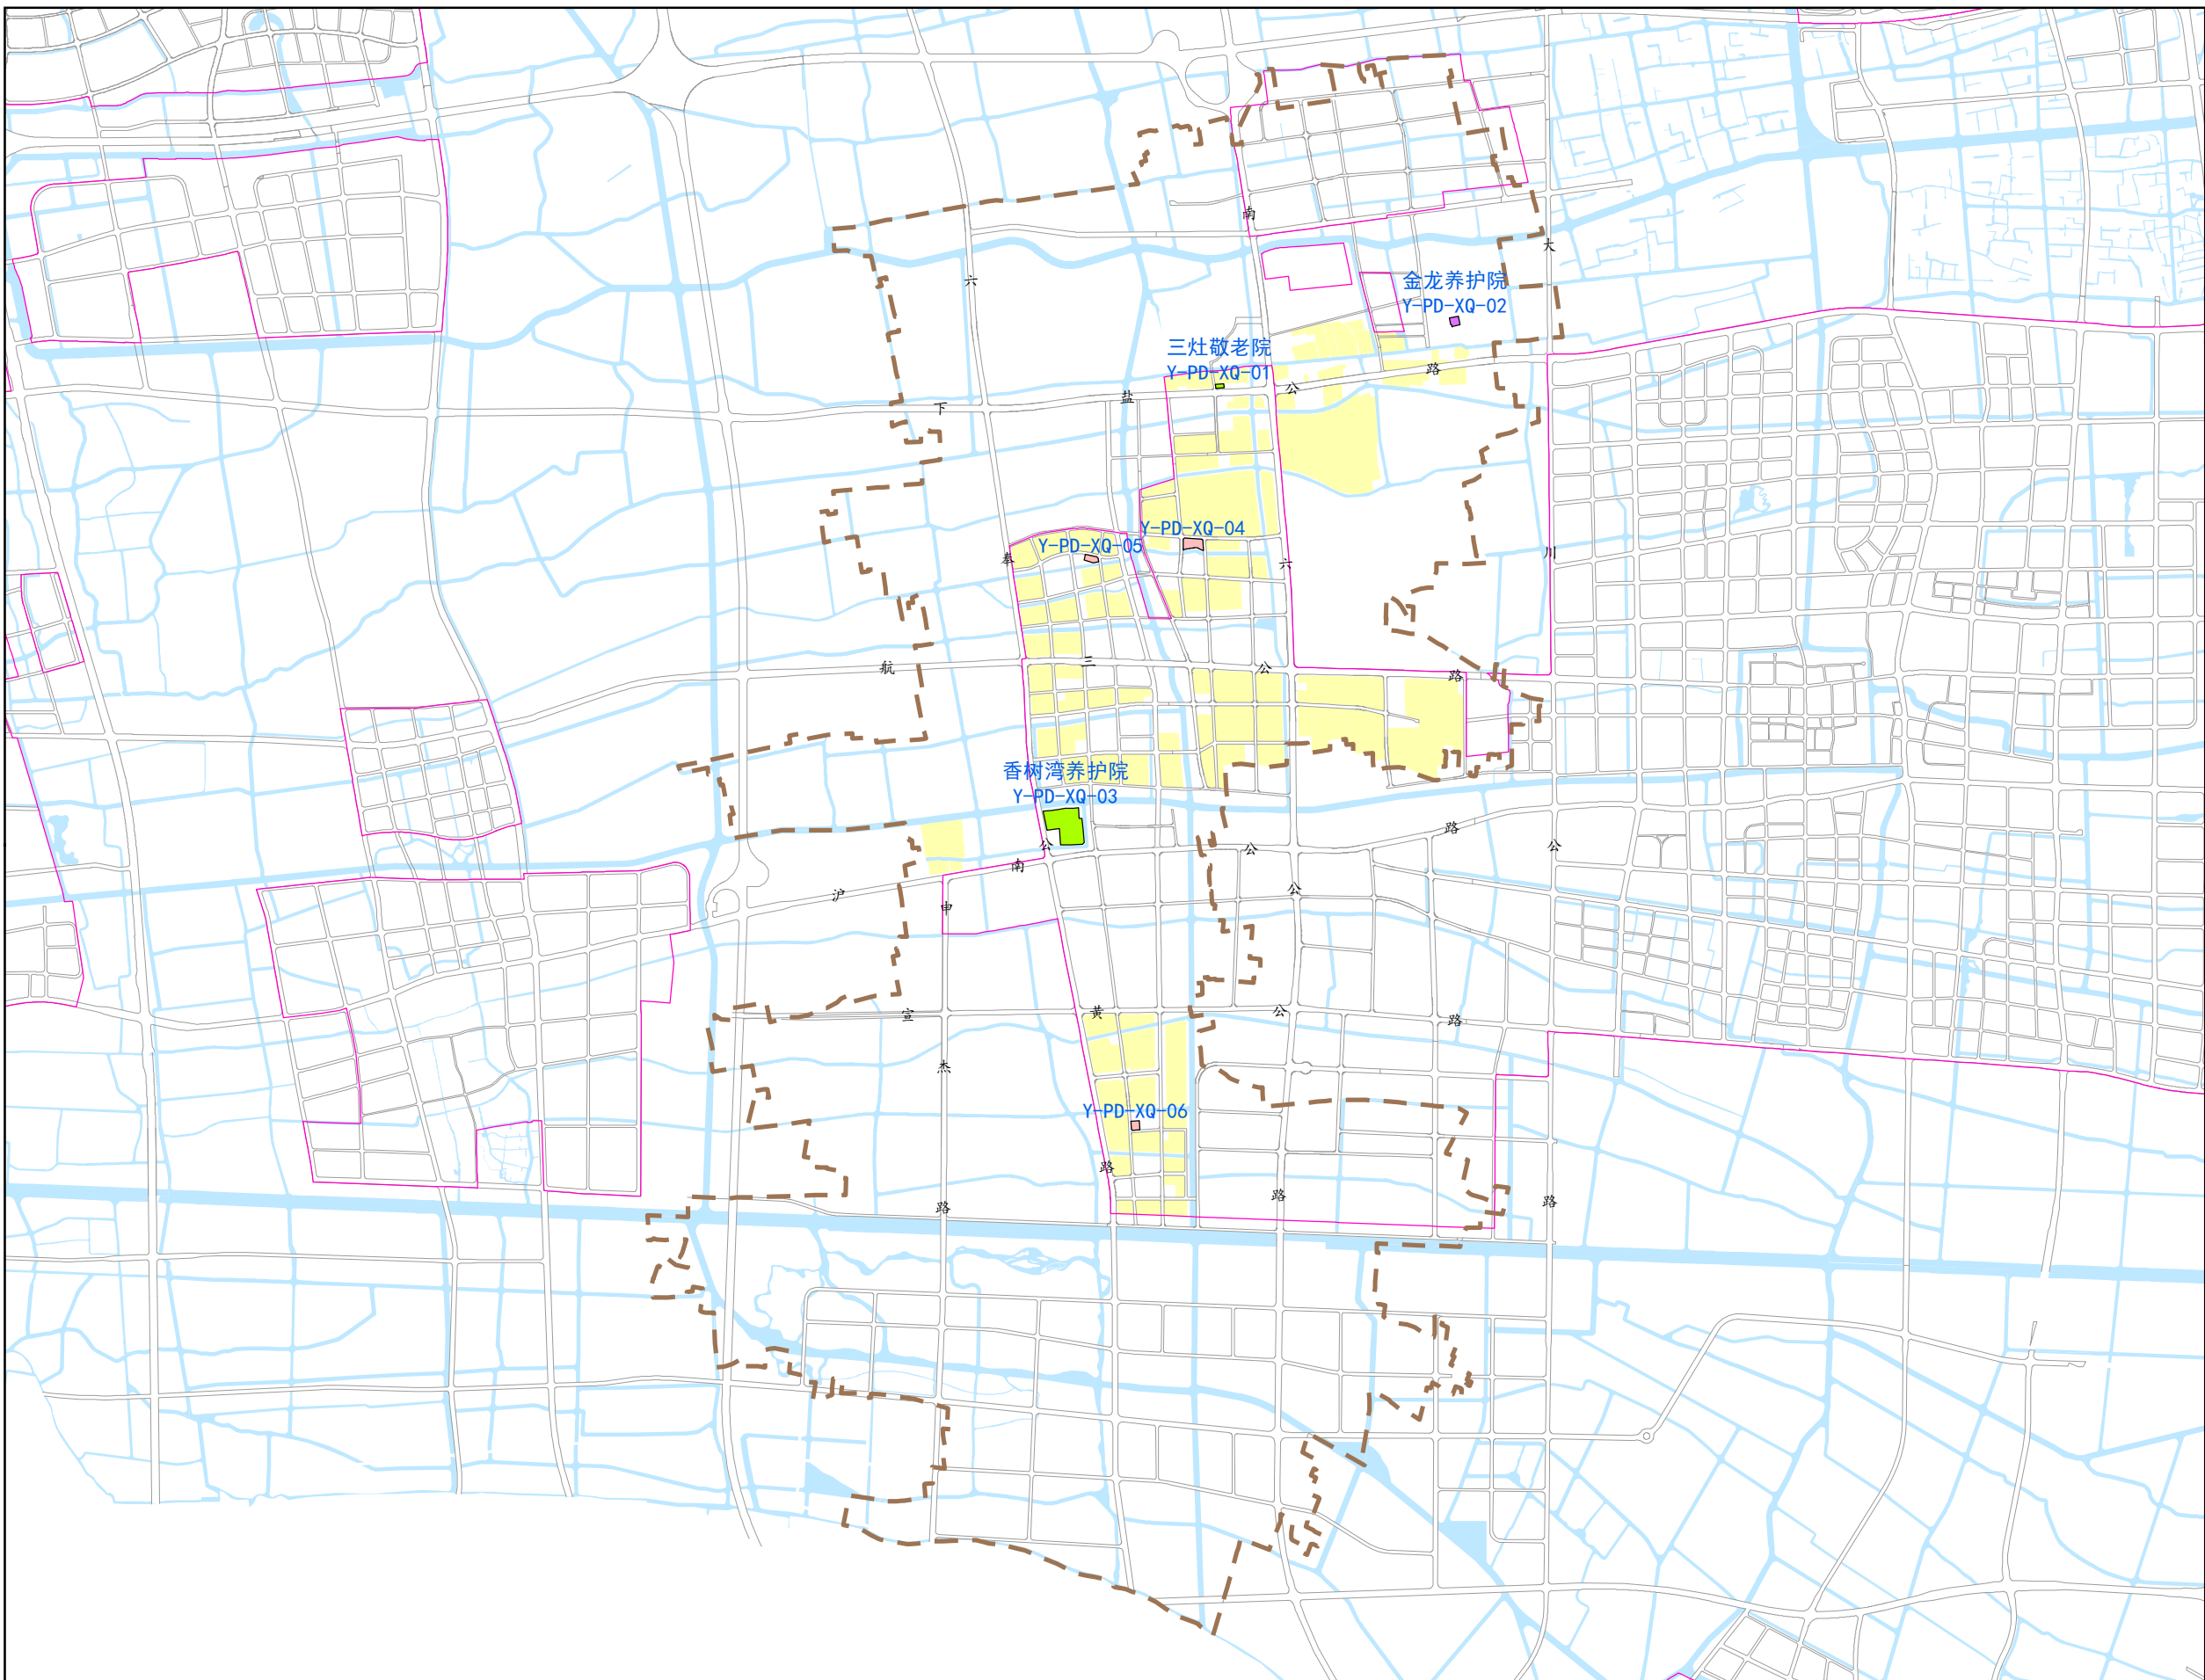 金龙养护院
Y-PD-XQ-02
三灶敬老院
Y-PD-XQ-01
Y-PD-XQ-04
Y-PD-XQ-05
香树湾养护院
Y-PD-XQ-03
Y-PD-XQ-06
下盐公路
航三公路
沪南公路
宣黄公路
申杰路
奉公路
南六公路
大川公路
六